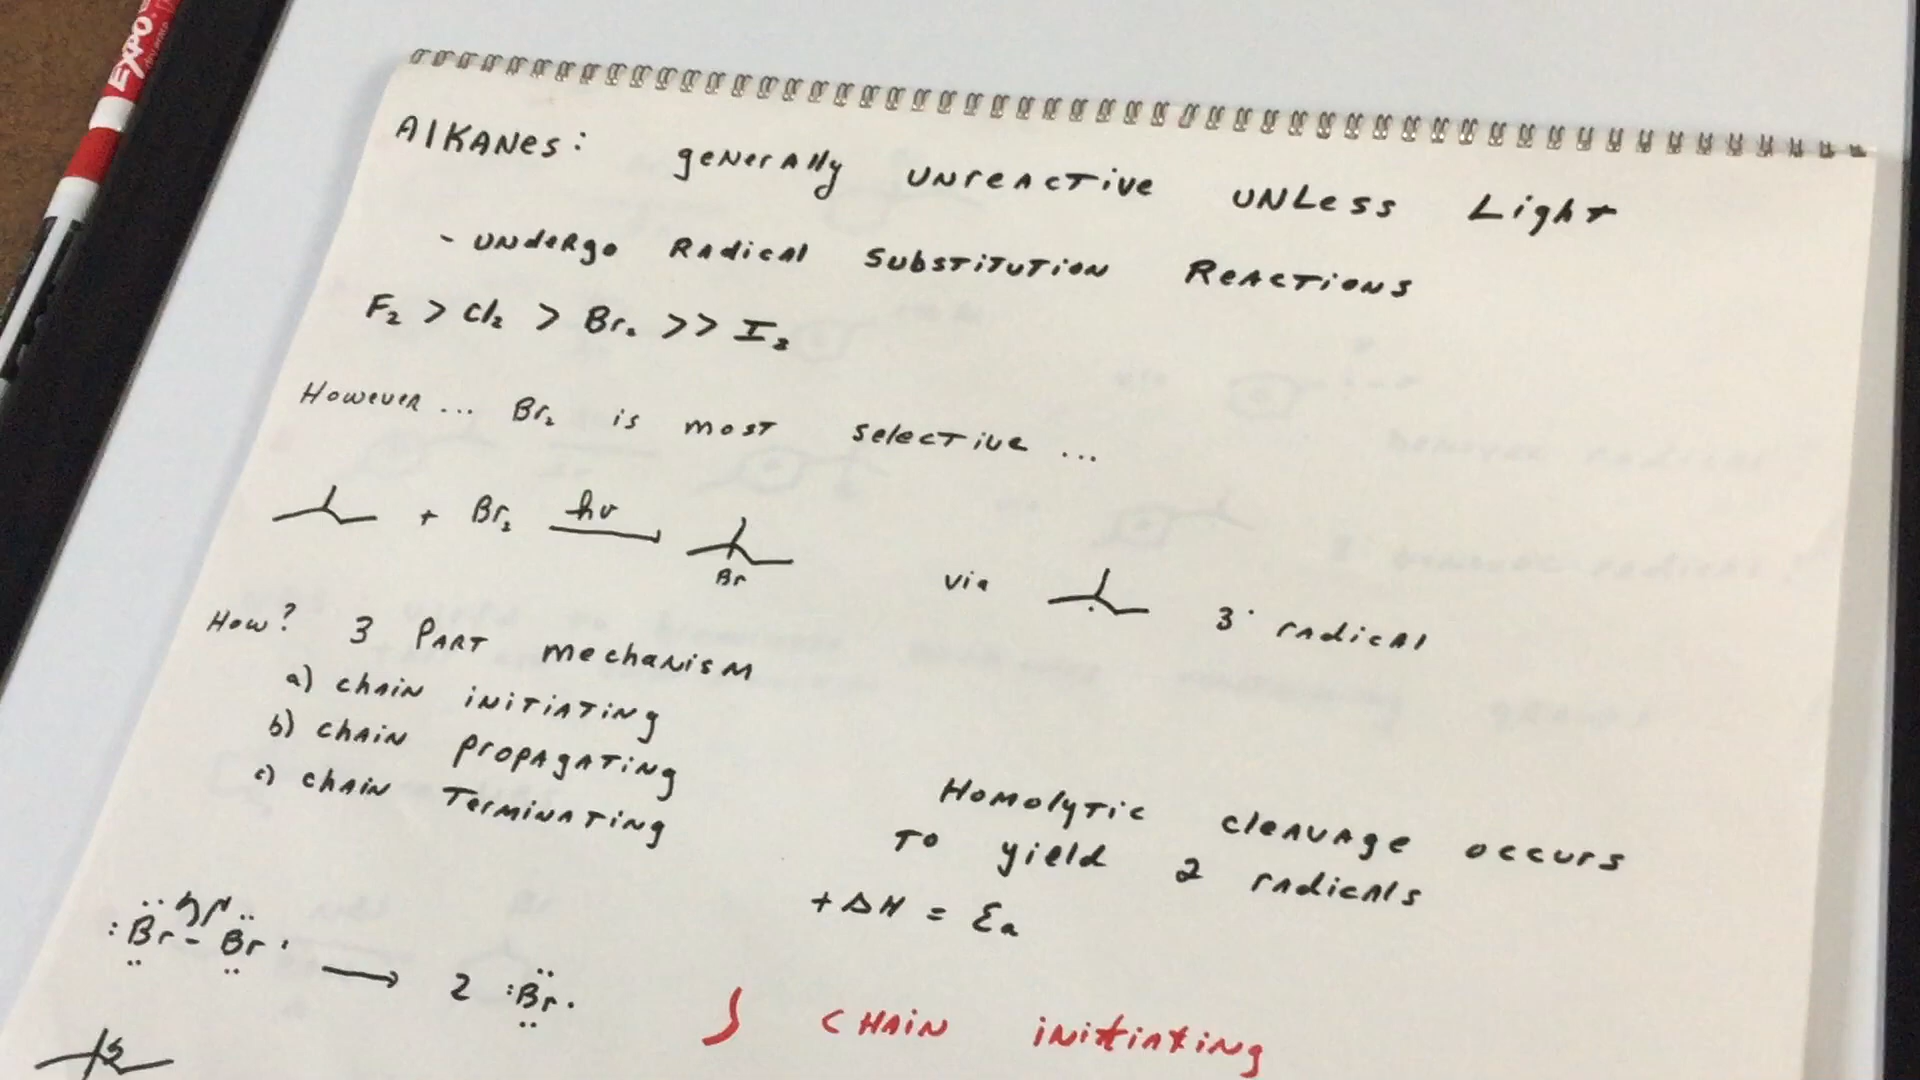 EXPO
Alkanes: generally unreactive unless Light
- undergo Radical Substitution Reactions
F₂ > Cl₂ > Br₂ >> I₂
However ... Br₂ is most selective ...
+ Br₂ hν
Br
via 3° radical
How? 3 Part mechanism
a) chain initiating
b) chain propagating
c) chain Terminating
Homolytic cleavage occurs
To yield 2 radicals
+ΔH = Ea
:Br - Br: → 2 :Br·
chain initiating